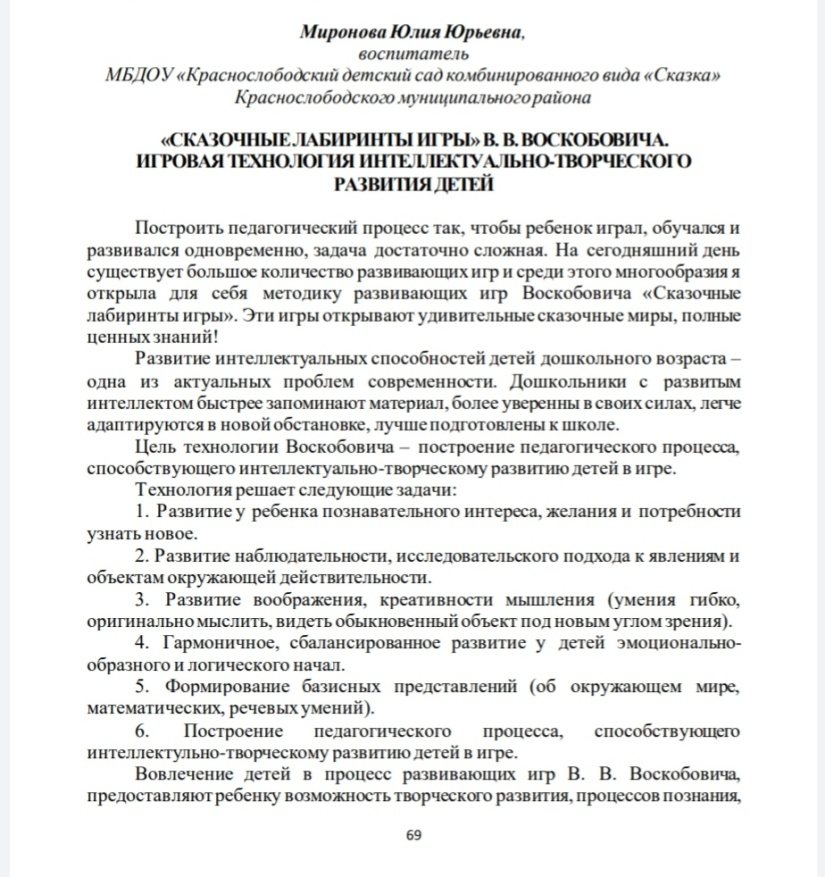 Миронова Юлия Юрьевна,
воспитатель
МБДОУ «Краснослободский детский сад комбинированного вида «Сказка»
Краснослободского муниципального района
«СКАЗОЧНЫЕ ЛАБИРИНТЫ ИГРЫ» В. В. ВОСКОБОВИЧА.
ИГРОВАЯ ТЕХНОЛОГИЯ ИНТЕЛЛЕКТУАЛЬНО-ТВОРЧЕСКОГО
РАЗВИТИЯ ДЕТЕЙ
Построить педагогический процесс так, чтобы ребенок играл, обучался и
развивался одновременно, задача достаточно сложная. На сегодняшний день
существует большое количество развивающих игр и среди этого многообразия я
открыла для себя методику развивающих игр Воскобовича «Сказочные
лабиринты игры». Эти игры открывают удивительные сказочные миры, полные
ценных знаний!
Развитие интеллектуальных способностей детей дошкольного возраста –
одна из актуальных проблем современности. Дошкольники с развитым
интеллектом быстрее запоминают материал, более уверенны в своих силах, легче
адаптируются в новой обстановке, лучше подготовлены к школе.
Цель технологии Воскобовича – построение педагогического процесса,
способствующего интеллектуально-творческому развитию детей в игре.
Технология решает следующие задачи:
1. Развитие у ребенка познавательного интереса, желания и потребности
узнать новое.
2. Развитие наблюдательности, исследовательского подхода к явлениям и
объектам окружающей действительности.
3. Развитие воображения, креативности мышления (умения гибко,
оригинально мыслить, видеть обыкновенный объект под новым углом зрения).
4. Гармоничное, сбалансированное развитие у детей эмоционально-
образного и логического начал.
5. Формирование базисных представлений (об окружающем мире,
математических, речевых умений).
6. Построение педагогического процесса, способствующего
интеллектульно-творческому развитию детей в игре.
Вовлечение детей в процесс развивающих игр В. В. Воскобовича,
предоставляют ребенку возможность творческого развития, процессов познания,
69